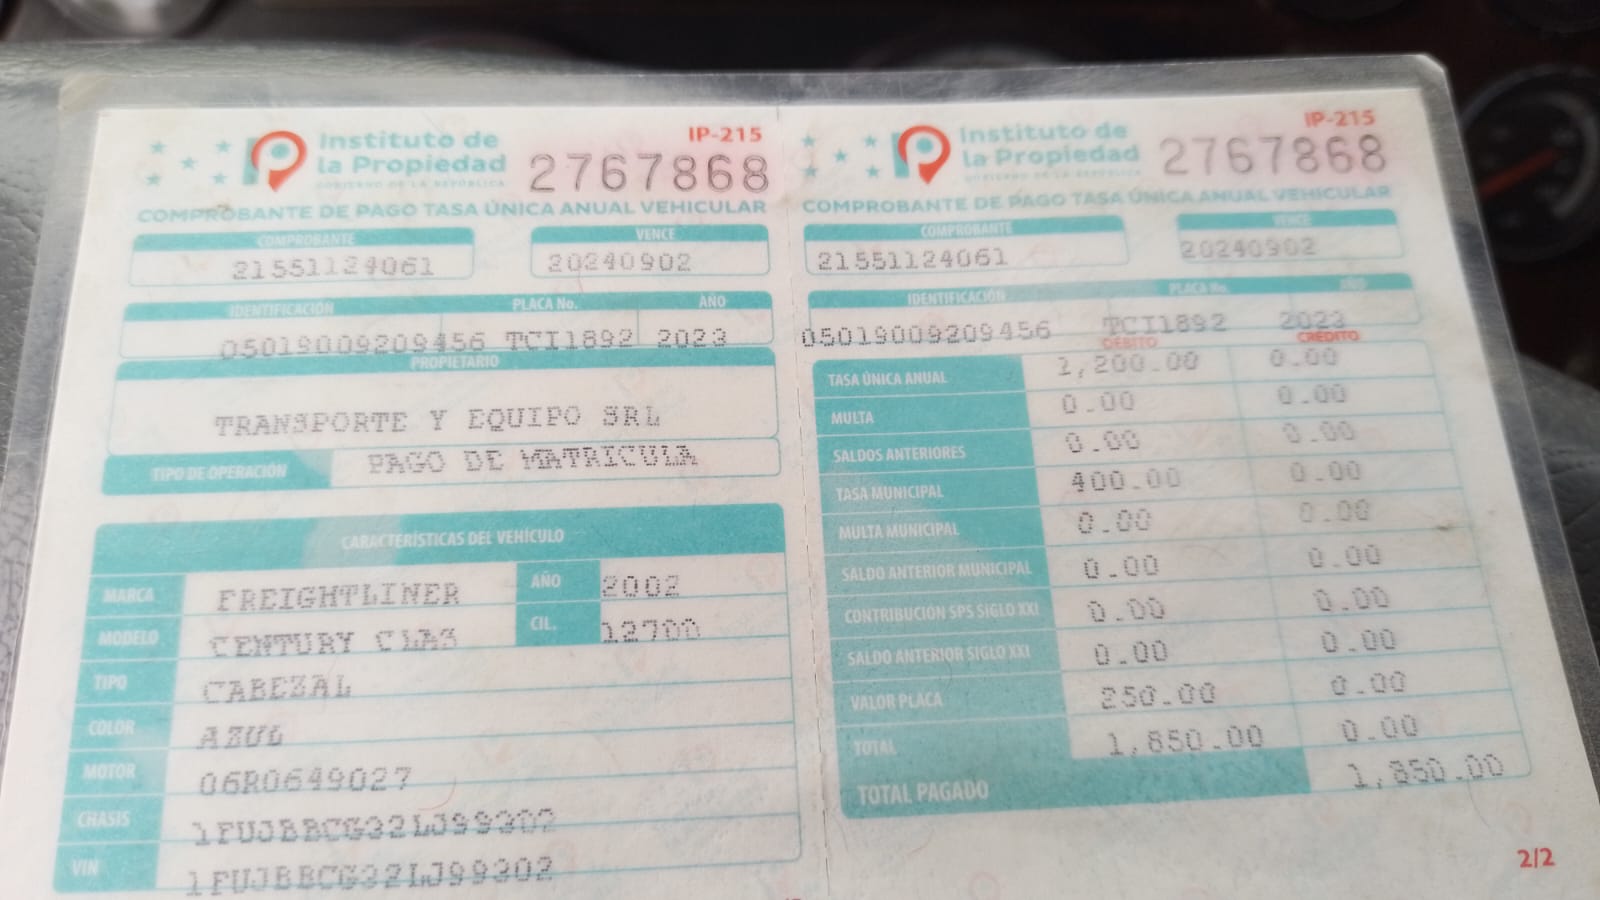 Instituto de
la Propiedad
GOBIERNO DE LA REPÚBLICA
IP-215
2767868
COMPROBANTE DE PAGO TASA ÚNICA ANUAL VEHICULAR
COMPROBANTE
21551124061
VENCE
20240902
IDENTIFICACIÓN PLACA No. AÑO
05019009209456 TCI1892 2023
PROPIETARIO
TRANSPORTE Y EQUIPO SRL
TIPO DE OPERACIÓN PAGO DE MATRICULA
CARACTERÍSTICAS DEL VEHÍCULO
MARCA FREIGHTLINER AÑO 2002
MODELO CENTURY CLAS CIL. 12700
TIPO CABEZAL
COLOR AZUL
MOTOR 06R0649027
CHASIS 1FUJBBCG32LJ99302
VIN 1FUJBBCG32LJ99302
Instituto de
la Propiedad
GOBIERNO DE LA REPÚBLICA
IP-215
2767868
COMPROBANTE DE PAGO TASA ÚNICA ANUAL VEHICULAR
COMPROBANTE
21551124061
VENCE
20240902
IDENTIFICACIÓN PLACA No. AÑO
05019009209456 TCI1892 2023
DEBITO CREDITO
TASA ÚNICA ANUAL 1,200.00 0.00
MULTA 0.00 0.00
SALDOS ANTERIORES 0.00 0.00
TASA MUNICIPAL 400.00 0.00
MULTA MUNICIPAL 0.00 0.00
SALDO ANTERIOR MUNICIPAL 0.00 0.00
CONTRIBUCIÓN SPS SIGLO XXI 0.00 0.00
SALDO ANTERIOR SIGLO XXI 0.00 0.00
VALOR PLACA 250.00 0.00
TOTAL 1,850.00 0.00
TOTAL PAGADO 1,850.00
2/2